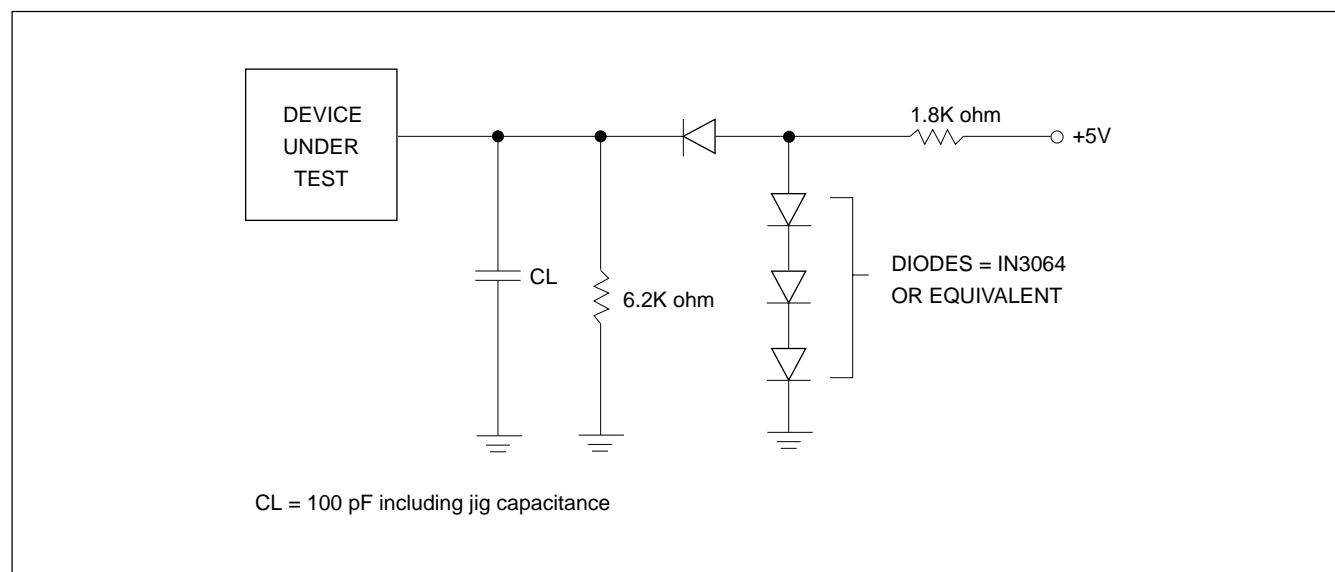 DEVICE
UNDER
TEST
1.8K ohm
+5V
CL
6.2K ohm
DIODES = IN3064
OR EQUIVALENT
CL = 100 pF including jig capacitance